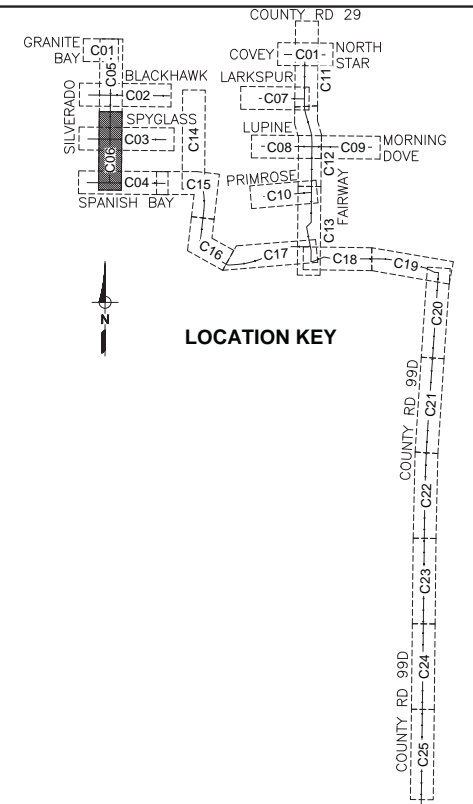 COUNTY RD 29
GRANITE BAY
C01
C05
BLACKHAWK
C02
SILVERADO
SPYGLASS
C03
C06
C04
SPANISH BAY
C14
C15
C16
COVEY
C01
NORTH STAR
C11
LARKSPUR
C07
LUPINE
C08
C09
MORNING DOVE
C12
PRIMROSE
C10
FAIRWAY
C13
C17
C18
C19
C20
N
LOCATION KEY
COUNTY RD 99D
C21
C22
C23
COUNTY RD 99D
C24
C25